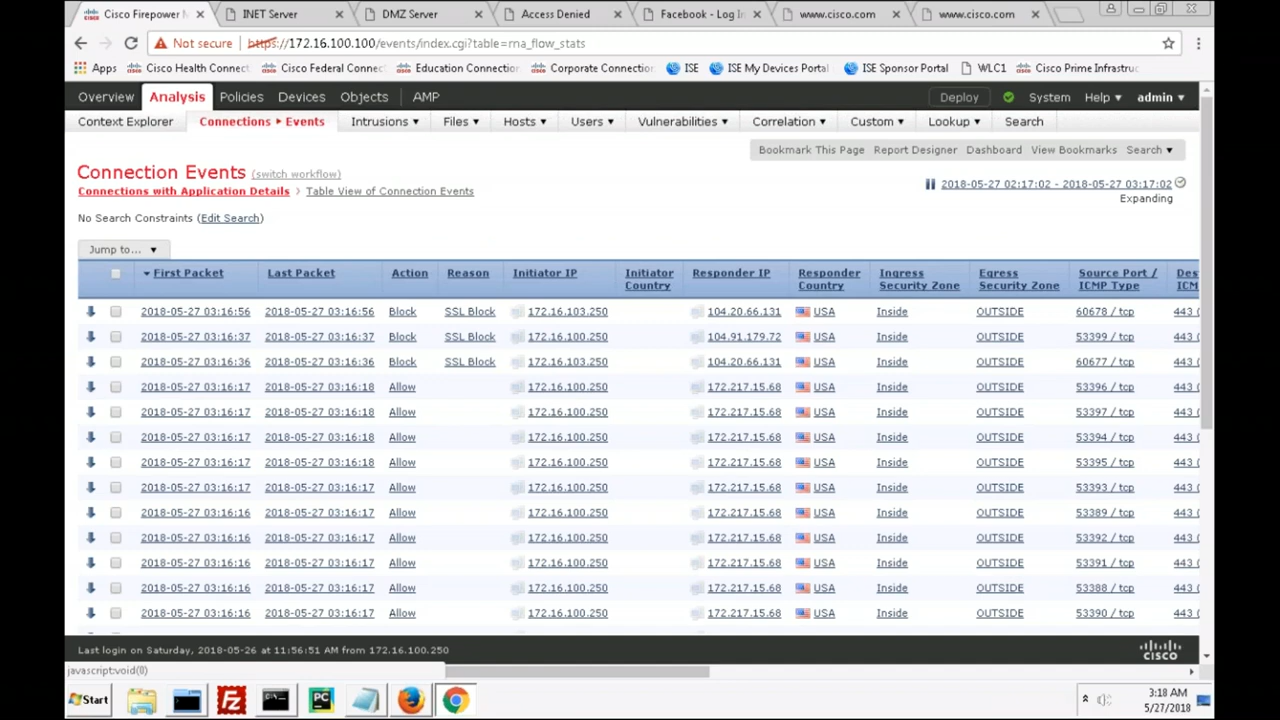 Cisco Firepower M INET Server DMZ Server Access Denied Facebook - Log In www.cisco.com www.cisco.com
Not secure https://172.16.100.100/events/index.cgi?table=rna_flow_stats
Apps Cisco Health Connect Cisco Federal Connec Education Connection Corporate Connection ISE ISE My Devices Portal ISE Sponsor Portal WLC1 Cisco Prime Infrastruc
Overview Analysis Policies Devices Objects AMP Deploy System Help admin
Context Explorer Connections Events Intrusions Files Hosts Users Vulnerabilities Correlation Custom Lookup Search
Bookmark This Page Report Designer Dashboard View Bookmarks Search
Connection Events (switch workflow)
Connections with Application Details > Table View of Connection Events
2018-05-27 02:17:02 - 2018-05-27 03:17:02
Expanding
No Search Constraints (Edit Search)
Jump to...
First Packet Last Packet Action Reason Initiator IP Initiator Country Responder IP Responder Country Ingress Security Zone Egress Security Zone Source Port / ICMP Type Des ICM
2018-05-27 03:16:56 2018-05-27 03:16:56 Block SSL Block 172.16.103.250 104.20.66.131 USA Inside OUTSIDE 60678 / tcp 443 (
2018-05-27 03:16:37 2018-05-27 03:16:37 Block SSL Block 172.16.100.250 104.91.179.72 USA Inside OUTSIDE 53399 / tcp 443 (
2018-05-27 03:16:36 2018-05-27 03:16:36 Block SSL Block 172.16.103.250 104.20.66.131 USA Inside OUTSIDE 60677 / tcp 443 (
2018-05-27 03:16:17 2018-05-27 03:16:18 Allow 172.16.100.250 172.217.15.68 USA Inside OUTSIDE 53396 / tcp 443 (
2018-05-27 03:16:17 2018-05-27 03:16:18 Allow 172.16.100.250 172.217.15.68 USA Inside OUTSIDE 53397 / tcp 443 (
2018-05-27 03:16:17 2018-05-27 03:16:18 Allow 172.16.100.250 172.217.15.68 USA Inside OUTSIDE 53394 / tcp 443 (
2018-05-27 03:16:17 2018-05-27 03:16:18 Allow 172.16.100.250 172.217.15.68 USA Inside OUTSIDE 53395 / tcp 443 (
2018-05-27 03:16:17 2018-05-27 03:16:17 Allow 172.16.100.250 172.217.15.68 USA Inside OUTSIDE 53393 / tcp 443 (
2018-05-27 03:16:16 2018-05-27 03:16:17 Allow 172.16.100.250 172.217.15.68 USA Inside OUTSIDE 53389 / tcp 443 (
2018-05-27 03:16:16 2018-05-27 03:16:17 Allow 172.16.100.250 172.217.15.68 USA Inside OUTSIDE 53392 / tcp 443 (
2018-05-27 03:16:16 2018-05-27 03:16:17 Allow 172.16.100.250 172.217.15.68 USA Inside OUTSIDE 53391 / tcp 443 (
2018-05-27 03:16:16 2018-05-27 03:16:17 Allow 172.16.100.250 172.217.15.68 USA Inside OUTSIDE 53388 / tcp 443 (
2018-05-27 03:16:16 2018-05-27 03:16:17 Allow 172.16.100.250 172.217.15.68 USA Inside OUTSIDE 53390 / tcp 443 (
Last login on Saturday, 2018-05-26 at 11:56:51 AM from 172.16.100.250
CISCO
javascript:void(0)
Start PC 3:18 AM
5/27/2018